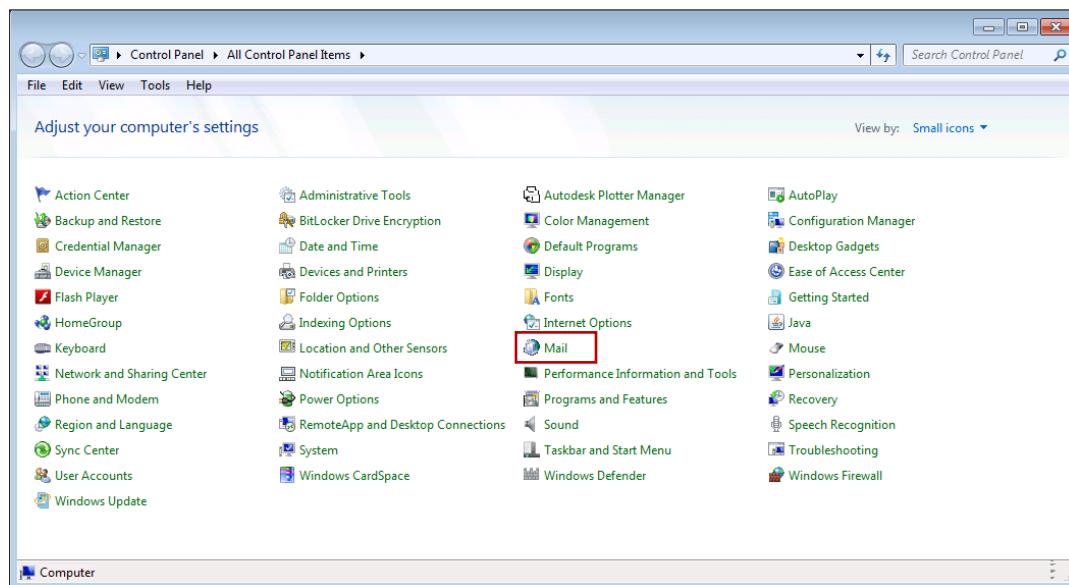 Control Panel All Control Panel Items Search Control Panel
File Edit View Tools Help
Adjust your computer's settings View by: Small icons
Action Center Administrative Tools Autodesk Plotter Manager AutoPlay
Backup and Restore BitLocker Drive Encryption Color Management Configuration Manager
Credential Manager Date and Time Default Programs Desktop Gadgets
Device Manager Devices and Printers Display Ease of Access Center
Flash Player Folder Options Fonts Getting Started
HomeGroup Indexing Options Internet Options Java
Keyboard Location and Other Sensors Mail Mouse
Network and Sharing Center Notification Area Icons Performance Information and Tools Personalization
Phone and Modem Power Options Programs and Features Recovery
Region and Language RemoteApp and Desktop Connections Sound Speech Recognition
Sync Center System Taskbar and Start Menu Troubleshooting
User Accounts Windows CardSpace Windows Defender Windows Firewall
Windows Update
Computer